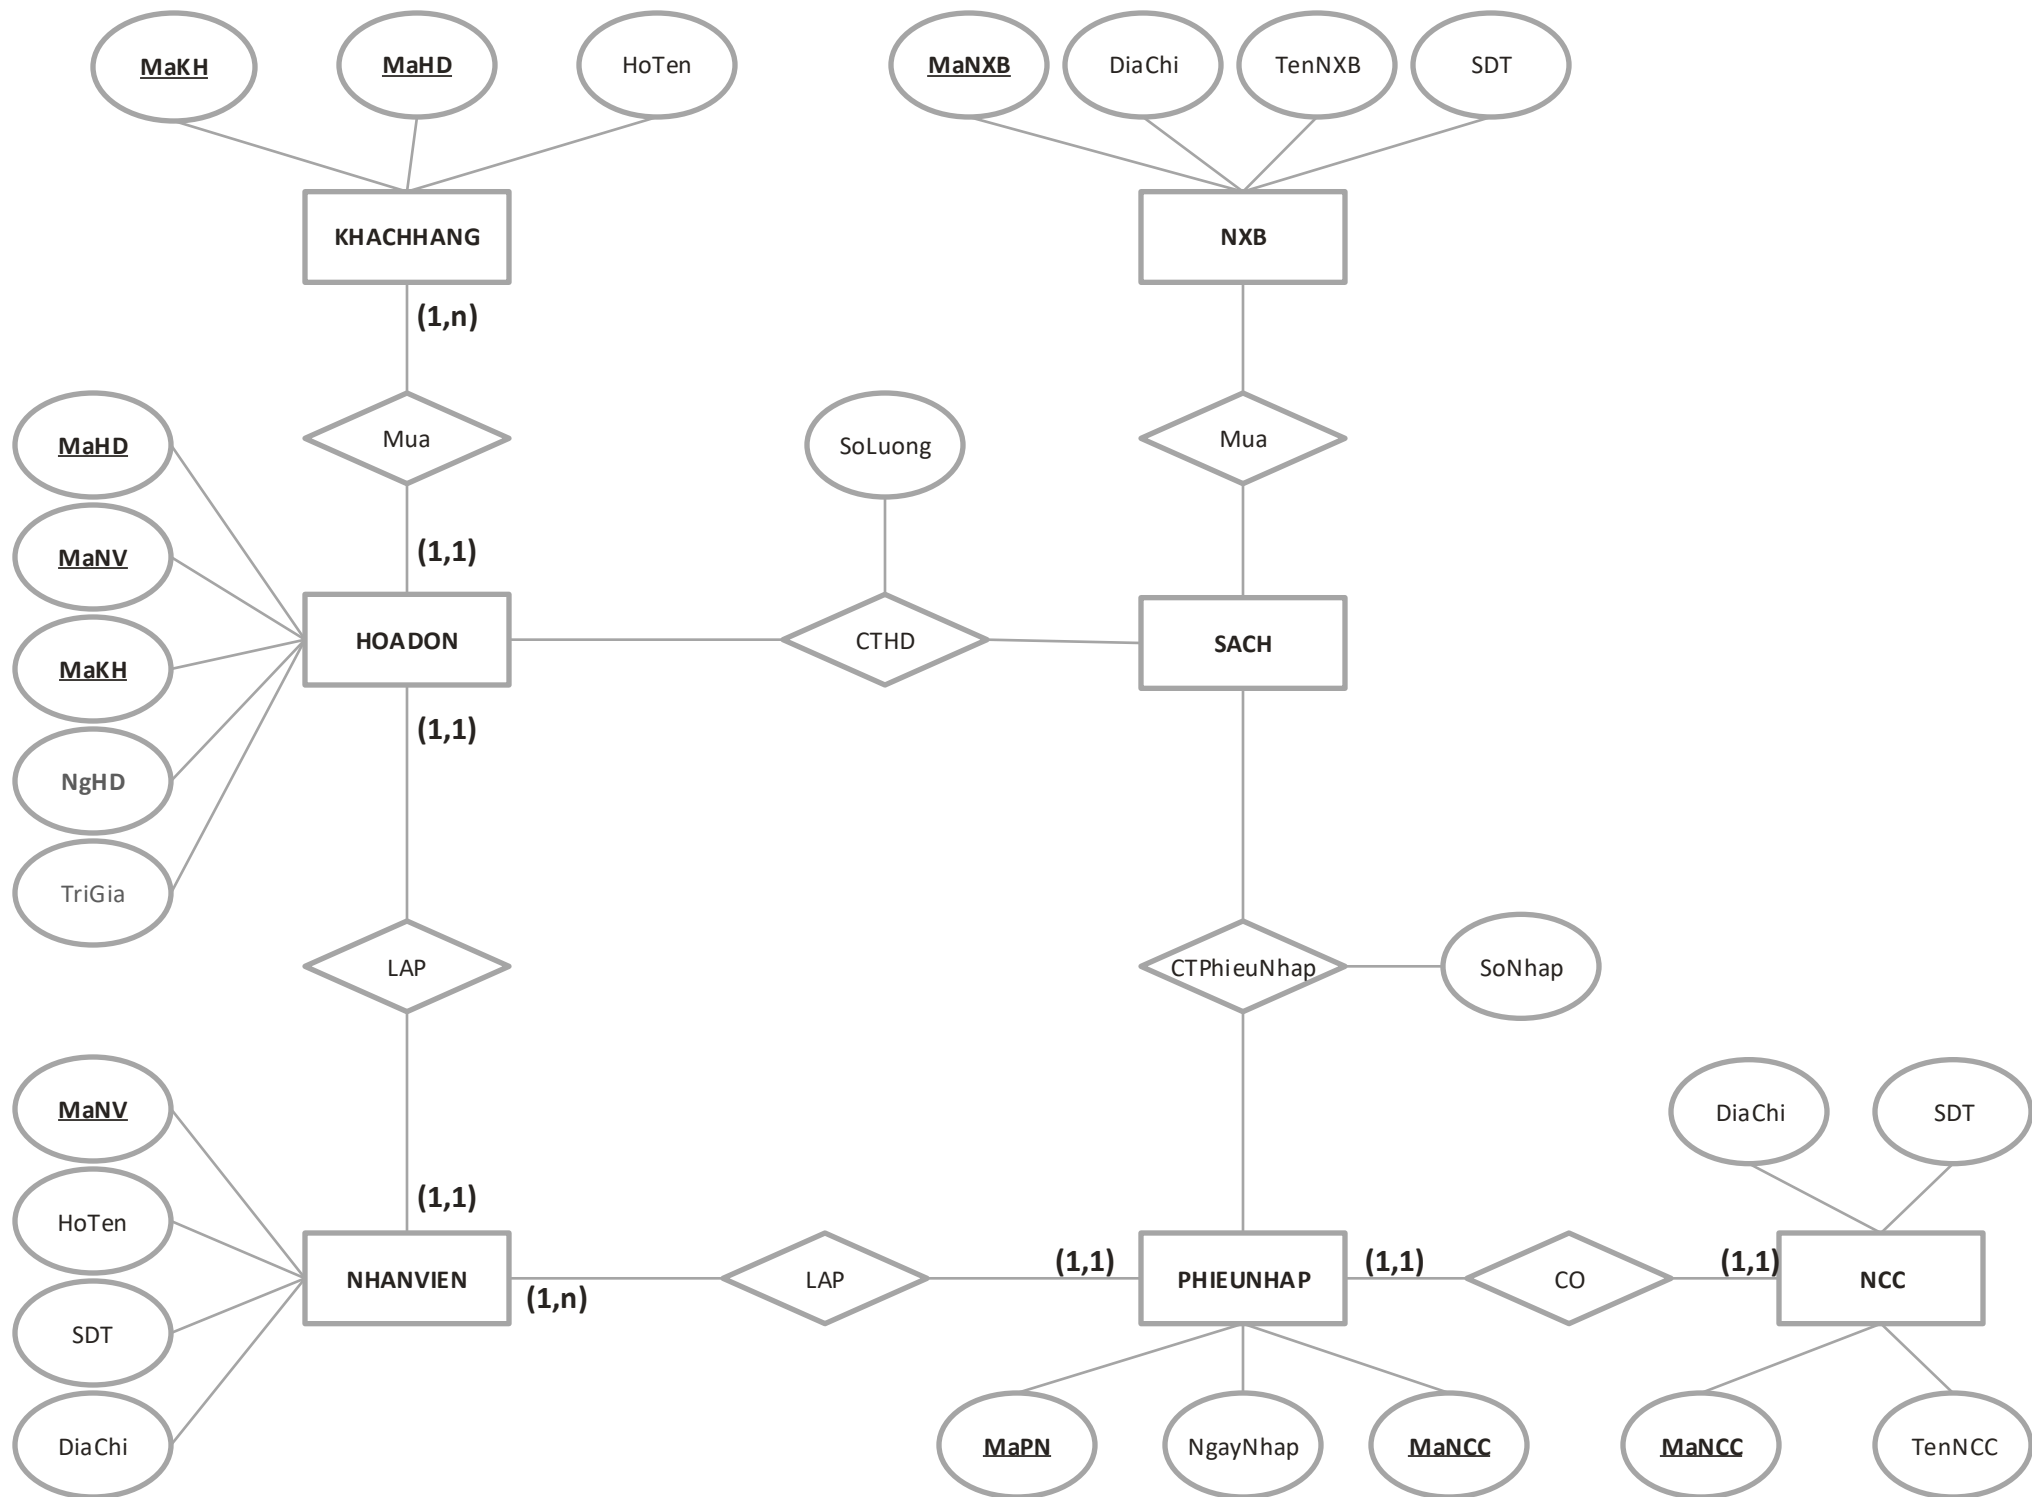 MaKH
MaHD
HoTen
MaNXB
DiaChi
TenNXB
SDT
KHACHHANG
NXB
(1,n)
Mua
Mua
MaHD
SoLuong
(1,1)
MaNV
HOADON
CTHD
SACH
MaKH
(1,1)
NgHD
TriGia
LAP
CTPhieuNhap
SoNhap
MaNV
DiaChi
SDT
(1,1)
HoTen
NHANVIEN
(1,n)
LAP
(1,1)
PHIEUNHAP
(1,1)
CO
(1,1)
NCC
SDT
DiaChi
MaPN
NgayNhap
MaNCC
MaNCC
TenNCC